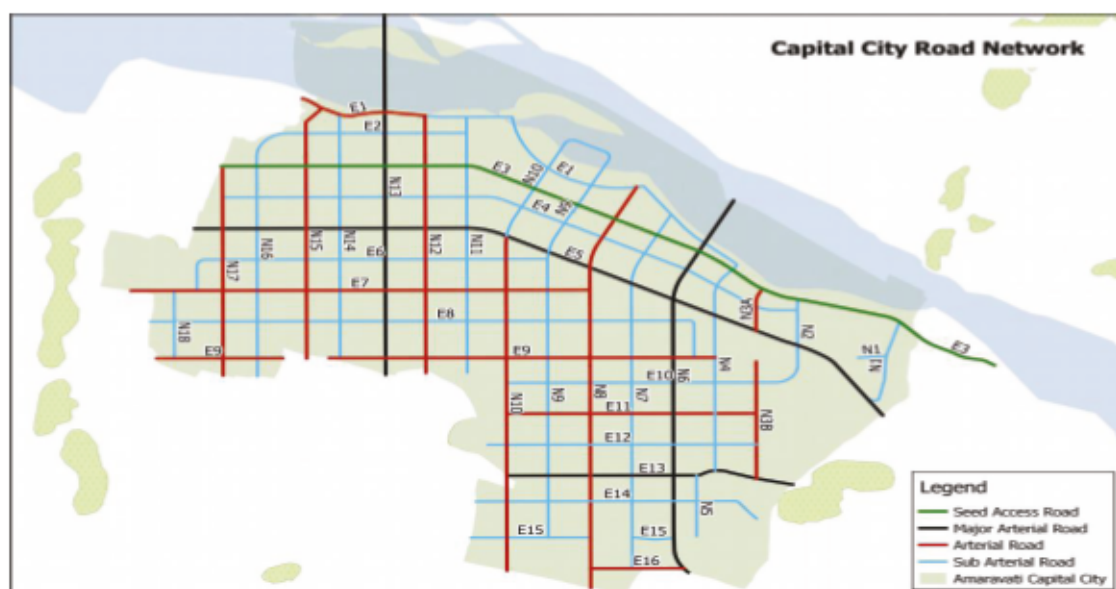 Capital City Road Network
E1
E2
E3
N10
E1
N13
E4
N9
N17
N16
N15
N14
E6
N12
N11
E5
E7
N3A
N2
E8
N18
E9
E9
N4
N1
N1
E3
E10
N6
N10
N9
N8
N7
E11
N3B
E12
E13
E14
N5
E15
E15
E16
Legend
Seed Access Road
Major Arterial Road
Arterial Road
Sub Arterial Road
Amaravati Capital City